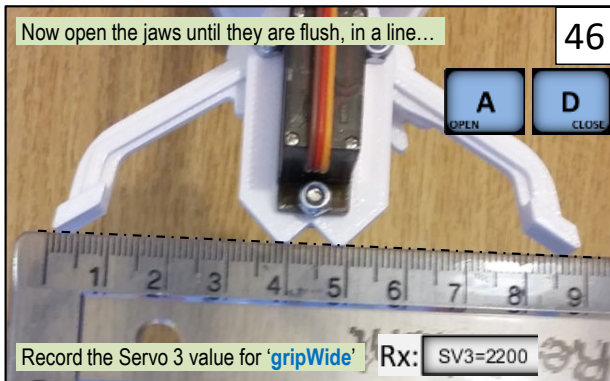 Now open the jaws until they are flush, in a line…
46
A
OPEN
D
CLOSE
1 2 3 4 5 6 7 8 9
Record the Servo 3 value for ‘gripWide’
Rx: SV3=2200